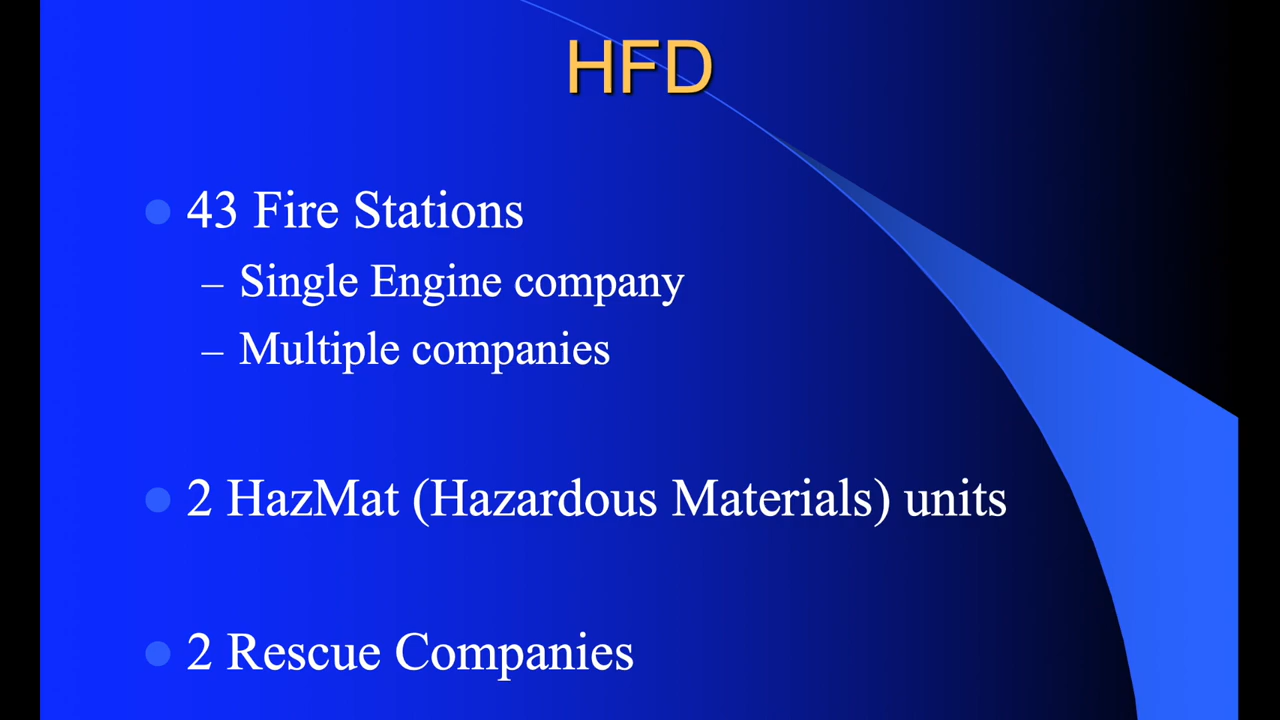 HFD
43 Fire Stations
– Single Engine company
– Multiple companies
2 HazMat (Hazardous Materials) units
2 Rescue Companies